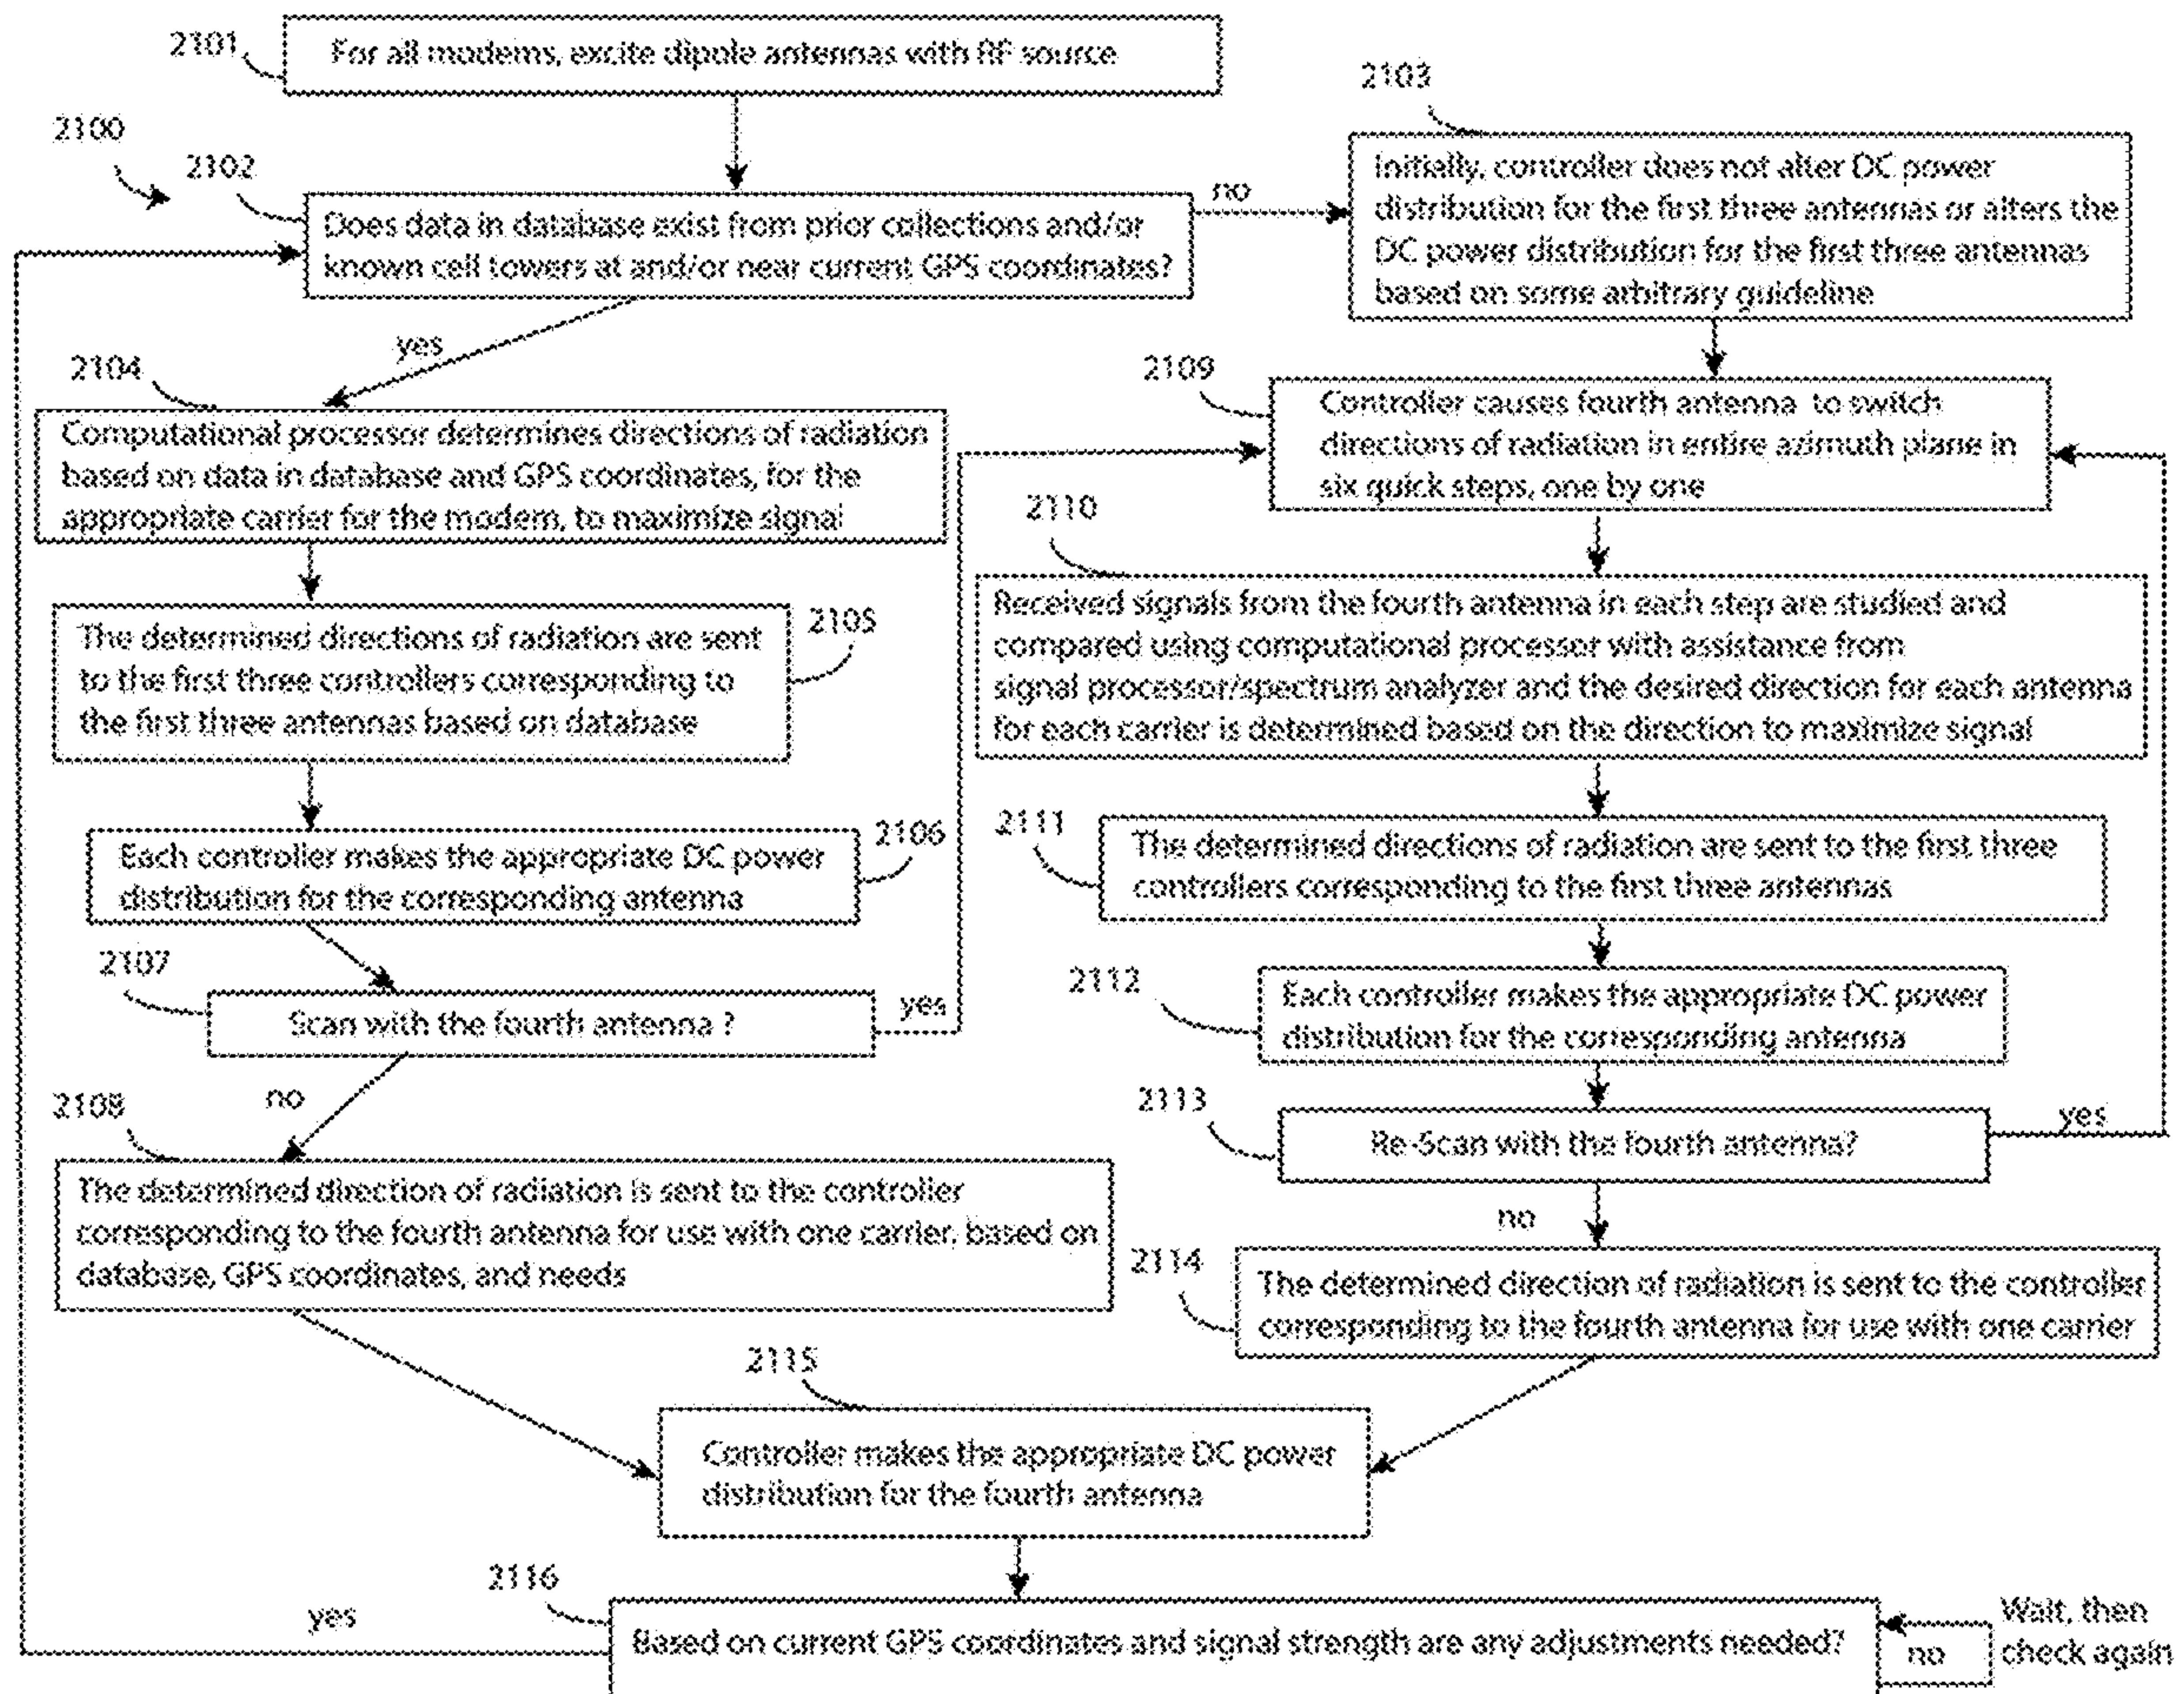 2101
For all modems, excite dipole antennas with RF source
2100
2102
Does data in database exist from prior collections and/or
known cell towers at and/or near current GPS coordinates?
no
2103
Initially, controller does not alter DC power
distribution for the first three antennas or alters the
DC power distribution for the first three antennas
based on some arbitrary guideline
yes
2104
Computational processor determines directions of radiation
based on data in database and GPS coordinates, for the
appropriate carrier for the modem, to maximize signal
2105
The determined directions of radiation are sent
to the first three controllers corresponding to
the first three antennas based on database
2106
Each controller makes the appropriate DC power
distribution for the corresponding antenna
2107
Scan with the fourth antenna ?
yes
no
2108
The determined direction of radiation is sent to the controller
corresponding to the fourth antenna for use with one carrier, based on
database, GPS coordinates, and needs
2109
Controller causes fourth antenna to switch
directions of radiation in entire azimuth plane in
six quick steps, one by one
2110
Received signals from the fourth antenna in each step are studied and
compared using computational processor with assistance from
signal processor/spectrum analyzer and the desired direction for each antenna
for each carrier is determined based on the direction to maximize signal
2111
The determined directions of radiation are sent to the first three
controllers corresponding to the first three antennas
2112
Each controller makes the appropriate DC power
distribution for the corresponding antenna
2113
Re-Scan with the fourth antenna?
yes
no
2114
The determined direction of radiation is sent to the controller
corresponding to the fourth antenna for use with one carrier
2115
Controller makes the appropriate DC power
distribution for the fourth antenna
2116
Based on current GPS coordinates and signal strength are any adjustments needed?
yes
no
Wait, then
check again